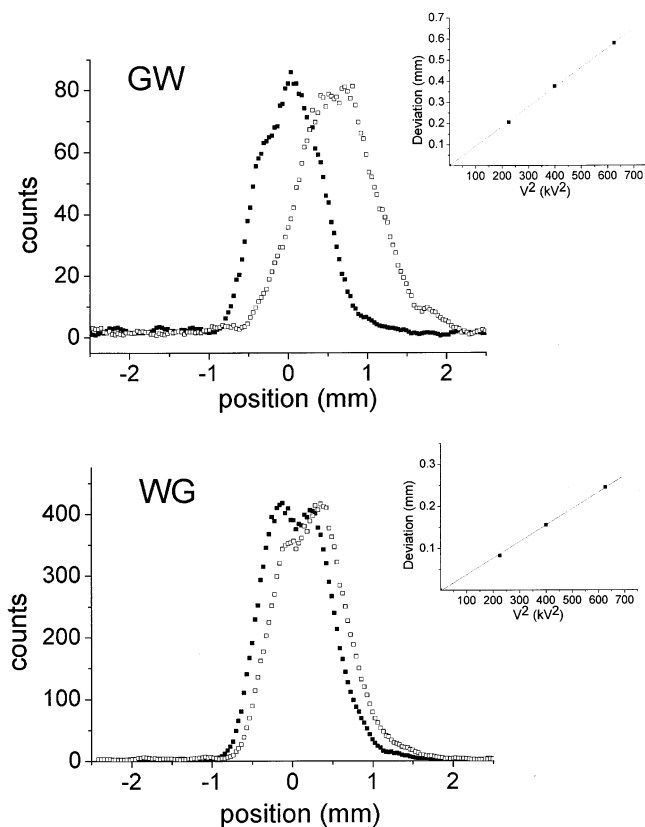 GW
counts
80
60
40
20
0
-2 -1 0 1 2
position (mm)
Deviation (mm)
0.7
0.6
0.5
0.4
0.3
0.2
0.1
100 200 300 400 500 600 700
V² (kV²)
WG
counts
400
300
200
100
0
-2 -1 0 1 2
position (mm)
Deviation (mm)
0.3
0.2
0.1
100 200 300 400 500 600 700
V² (kV²)